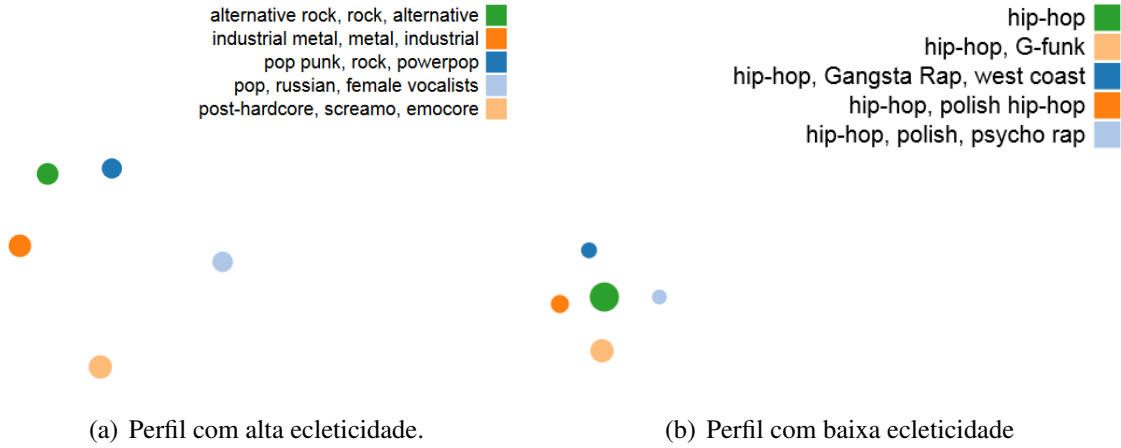 alternative rock, rock, alternative
industrial metal, metal, industrial
pop punk, rock, powerpop
pop, russian, female vocalists
post-hardcore, screamo, emocore
hip-hop
hip-hop, G-funk
hip-hop, Gangsta Rap, west coast
hip-hop, polish hip-hop
hip-hop, polish, psycho rap
(a) Perfil com alta ecleticidade.
(b) Perfil com baixa ecleticidade